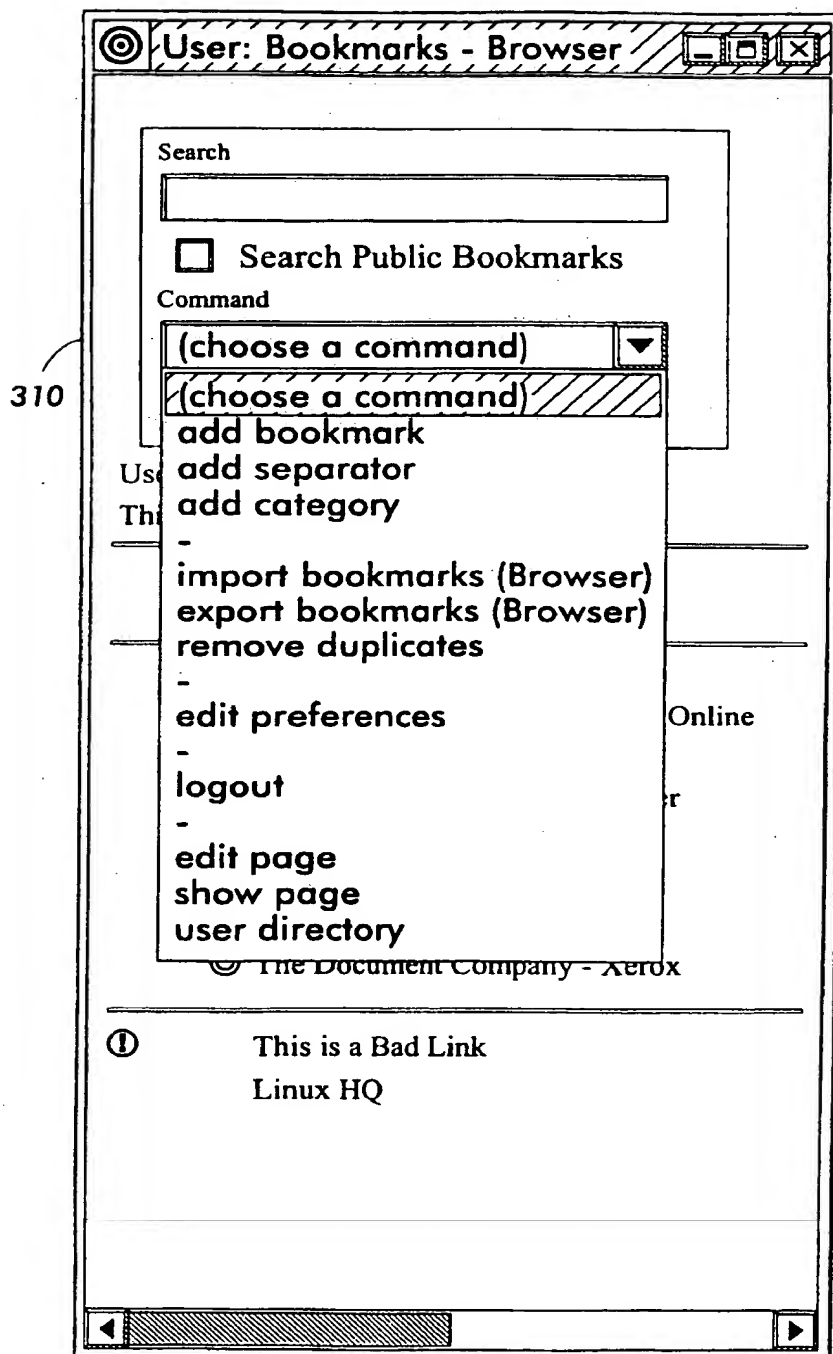 User: Bookmarks - Browser
Search
Search Public Bookmarks
Command
(choose a command)
310
(choose a command)
add bookmark
add separator
add category
-
import bookmarks (Browser)
export bookmarks (Browser)
remove duplicates
-
edit preferences
Online
-
logout
-
edit page
show page
user directory
The Document Company - Xerox
This is a Bad Link
Linux HQ